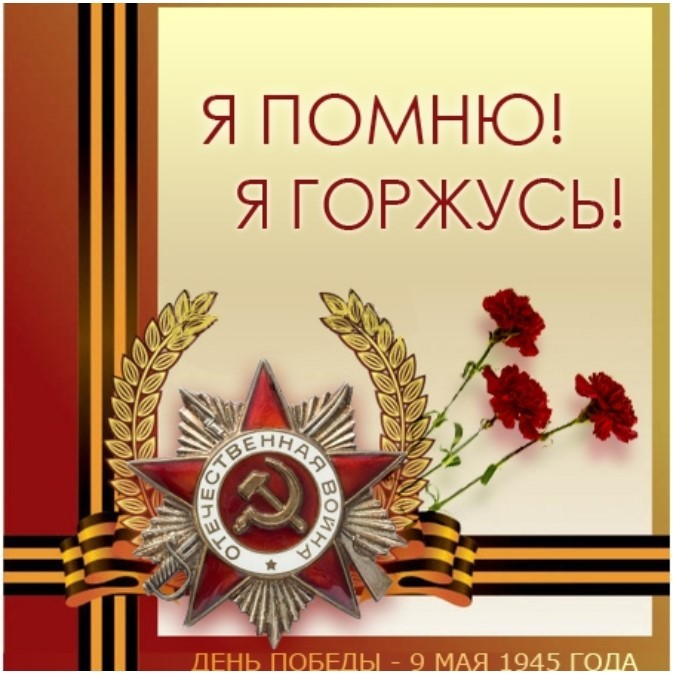 Я ПОМНЮ!
Я ГОРЖУСЬ!
ОТЕЧЕСТВЕННАЯ ВОЙНА
ДЕНЬ ПОБЕДЫ - 9 МАЯ 1945 ГОДА